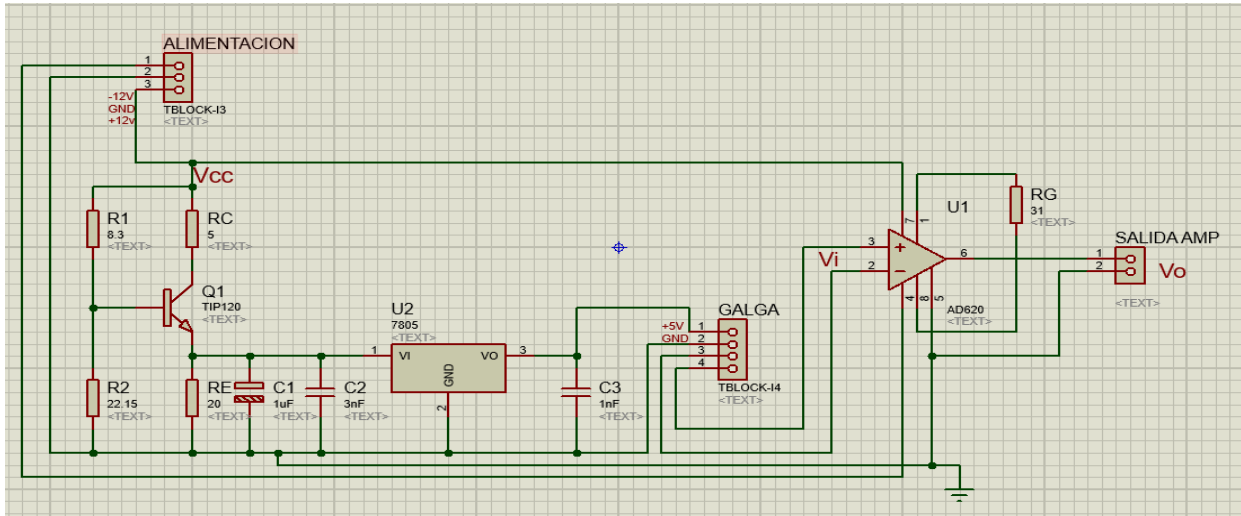 ALIMENTACION
1
2
3
-12V
GND
+12v
TBLOCK-I3
<TEXT>
Vcc
R1
8.3
<TEXT>
RC
5
<TEXT>
Q1
TIP120
<TEXT>
R2
22.15
<TEXT>
RE
20
<TEXT>
C1
1uF
<TEXT>
C2
3nF
<TEXT>
U2
7805
<TEXT>
1
VI
VO
3
GND
2
C3
1nF
<TEXT>
GALGA
+5V
GND
1
2
3
4
TBLOCK-I4
<TEXT>
Vi
3
2
7
1
U1
6
4
8
5
AD620
<TEXT>
RG
31
<TEXT>
SALIDA AMP
1
2
Vo
<TEXT>